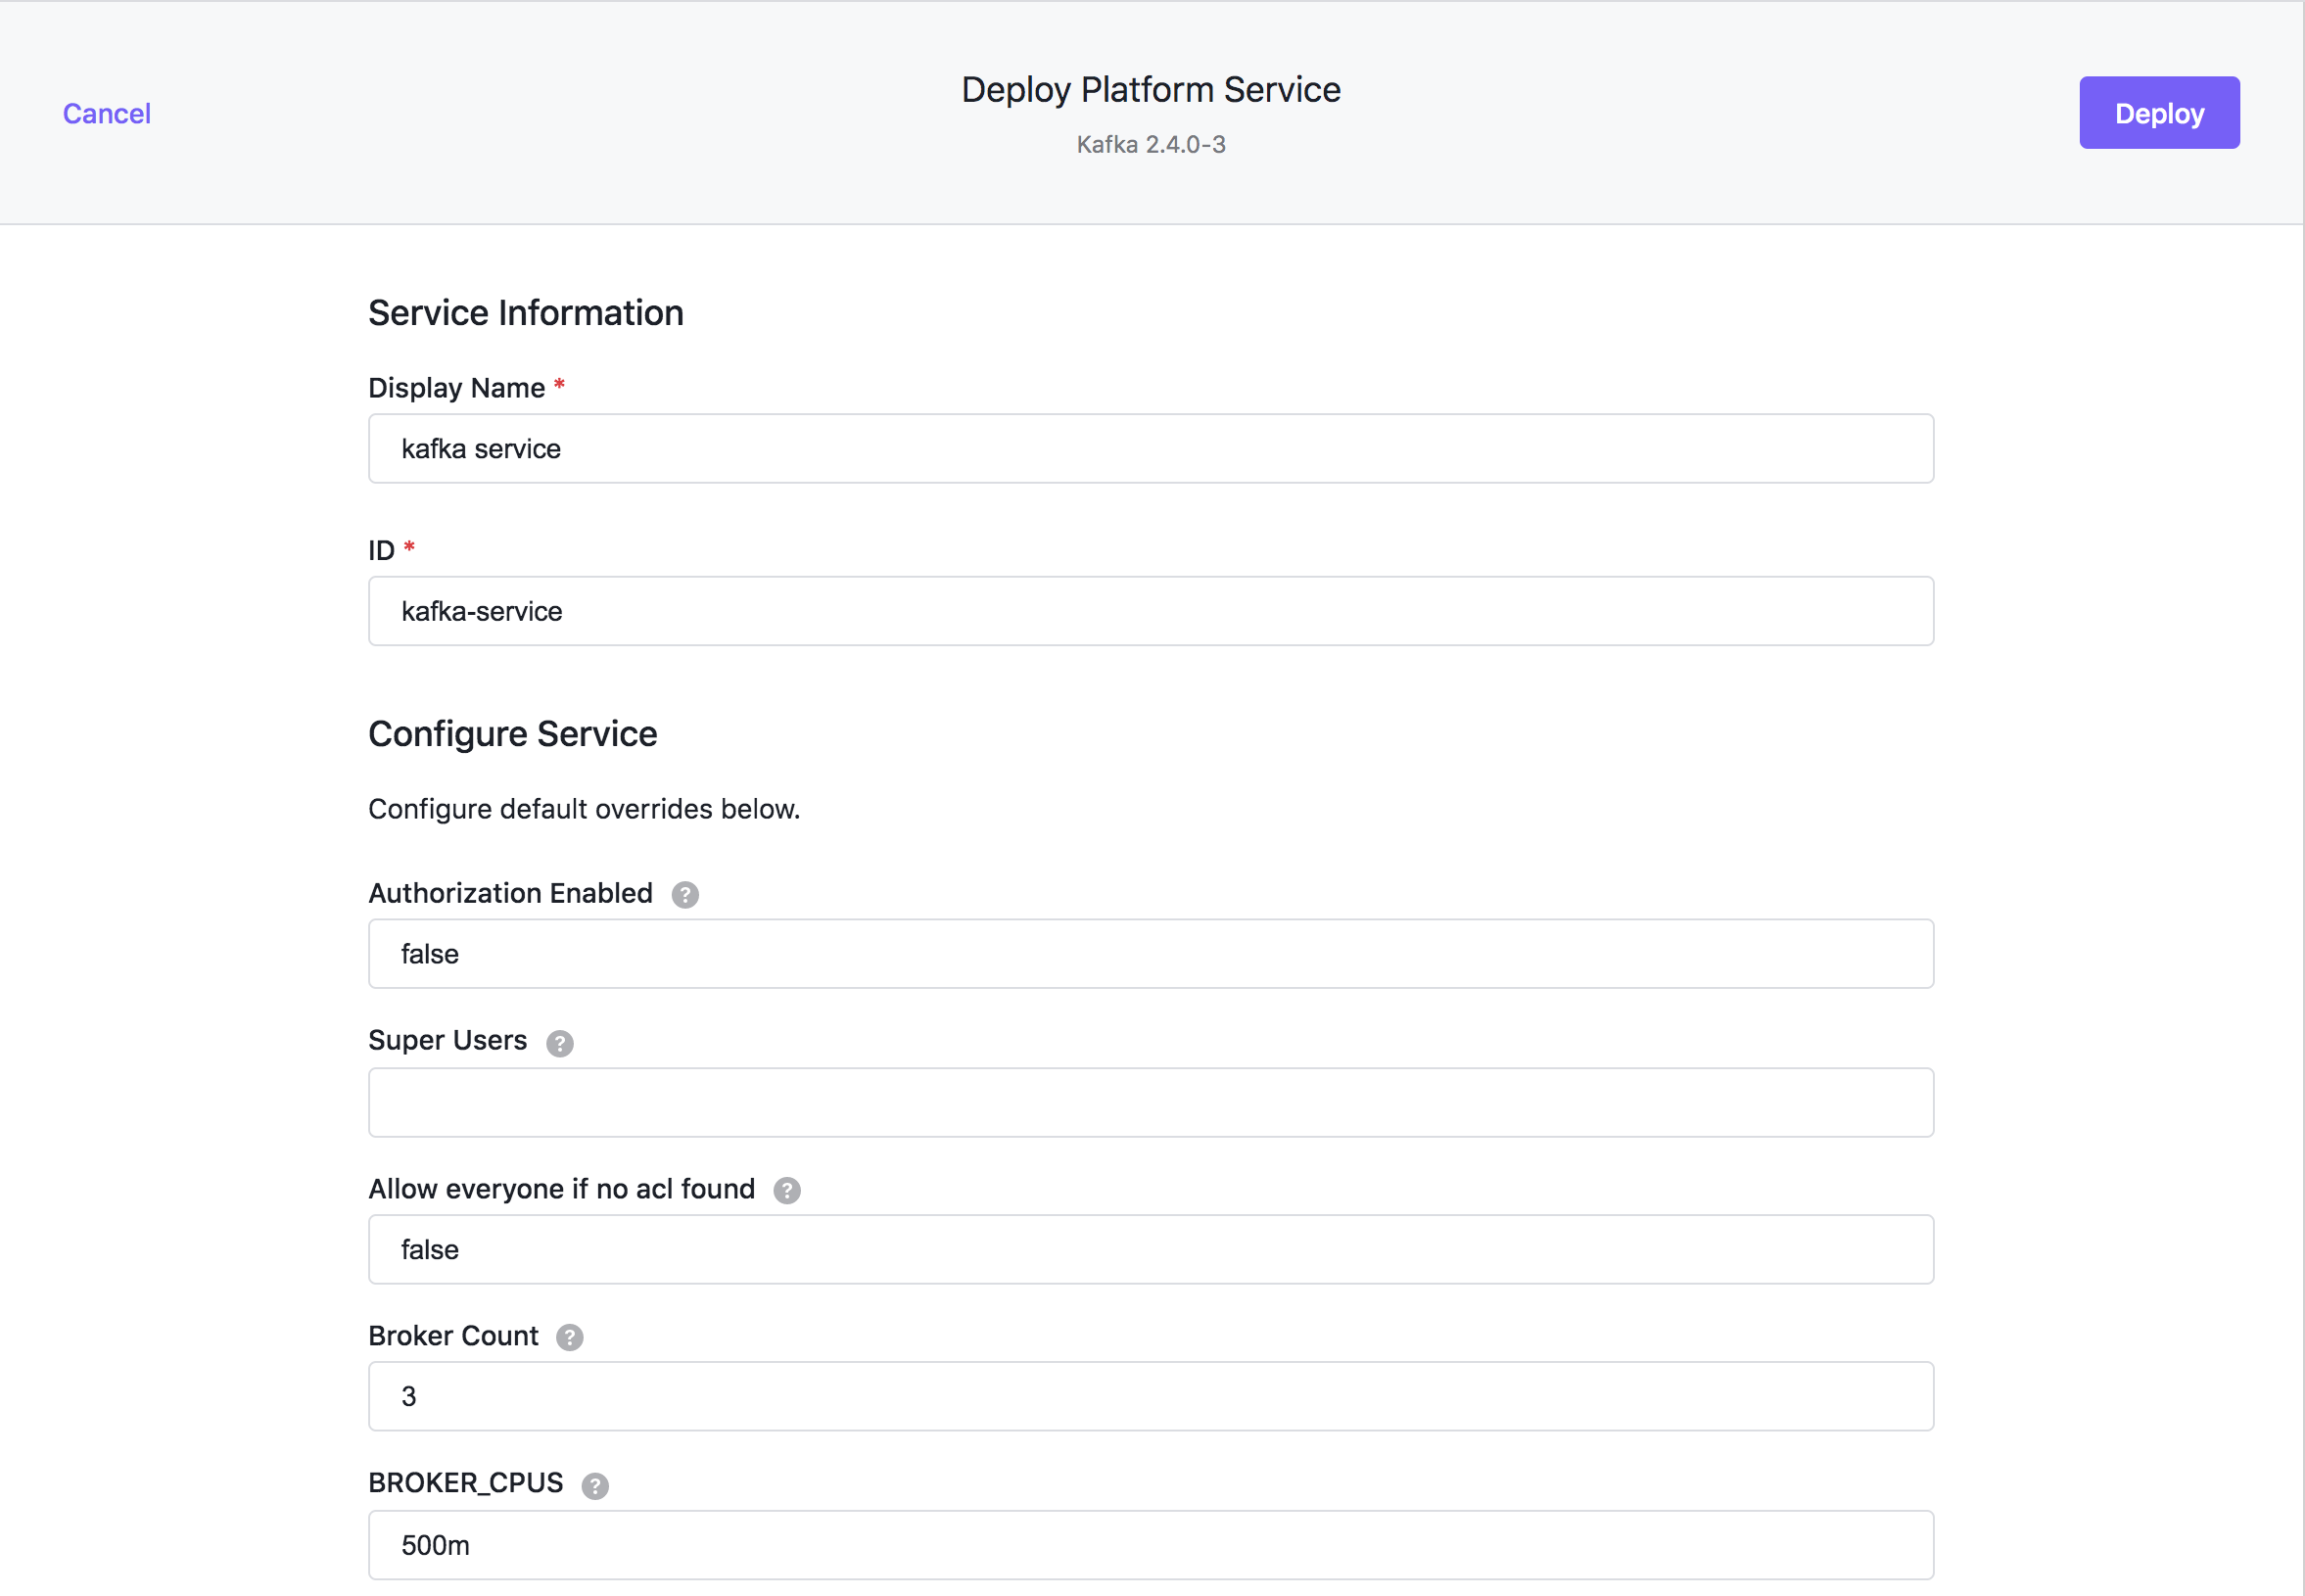 Cancel
Deploy Platform Service
Kafka 2.4.0-3
Deploy
Service Information
Display Name *
kafka service
ID *
kafka-service
Configure Service
Configure default overrides below.
Authorization Enabled ?
false
Super Users ?
Allow everyone if no acl found ?
false
Broker Count ?
3
BROKER_CPUS ?
500m